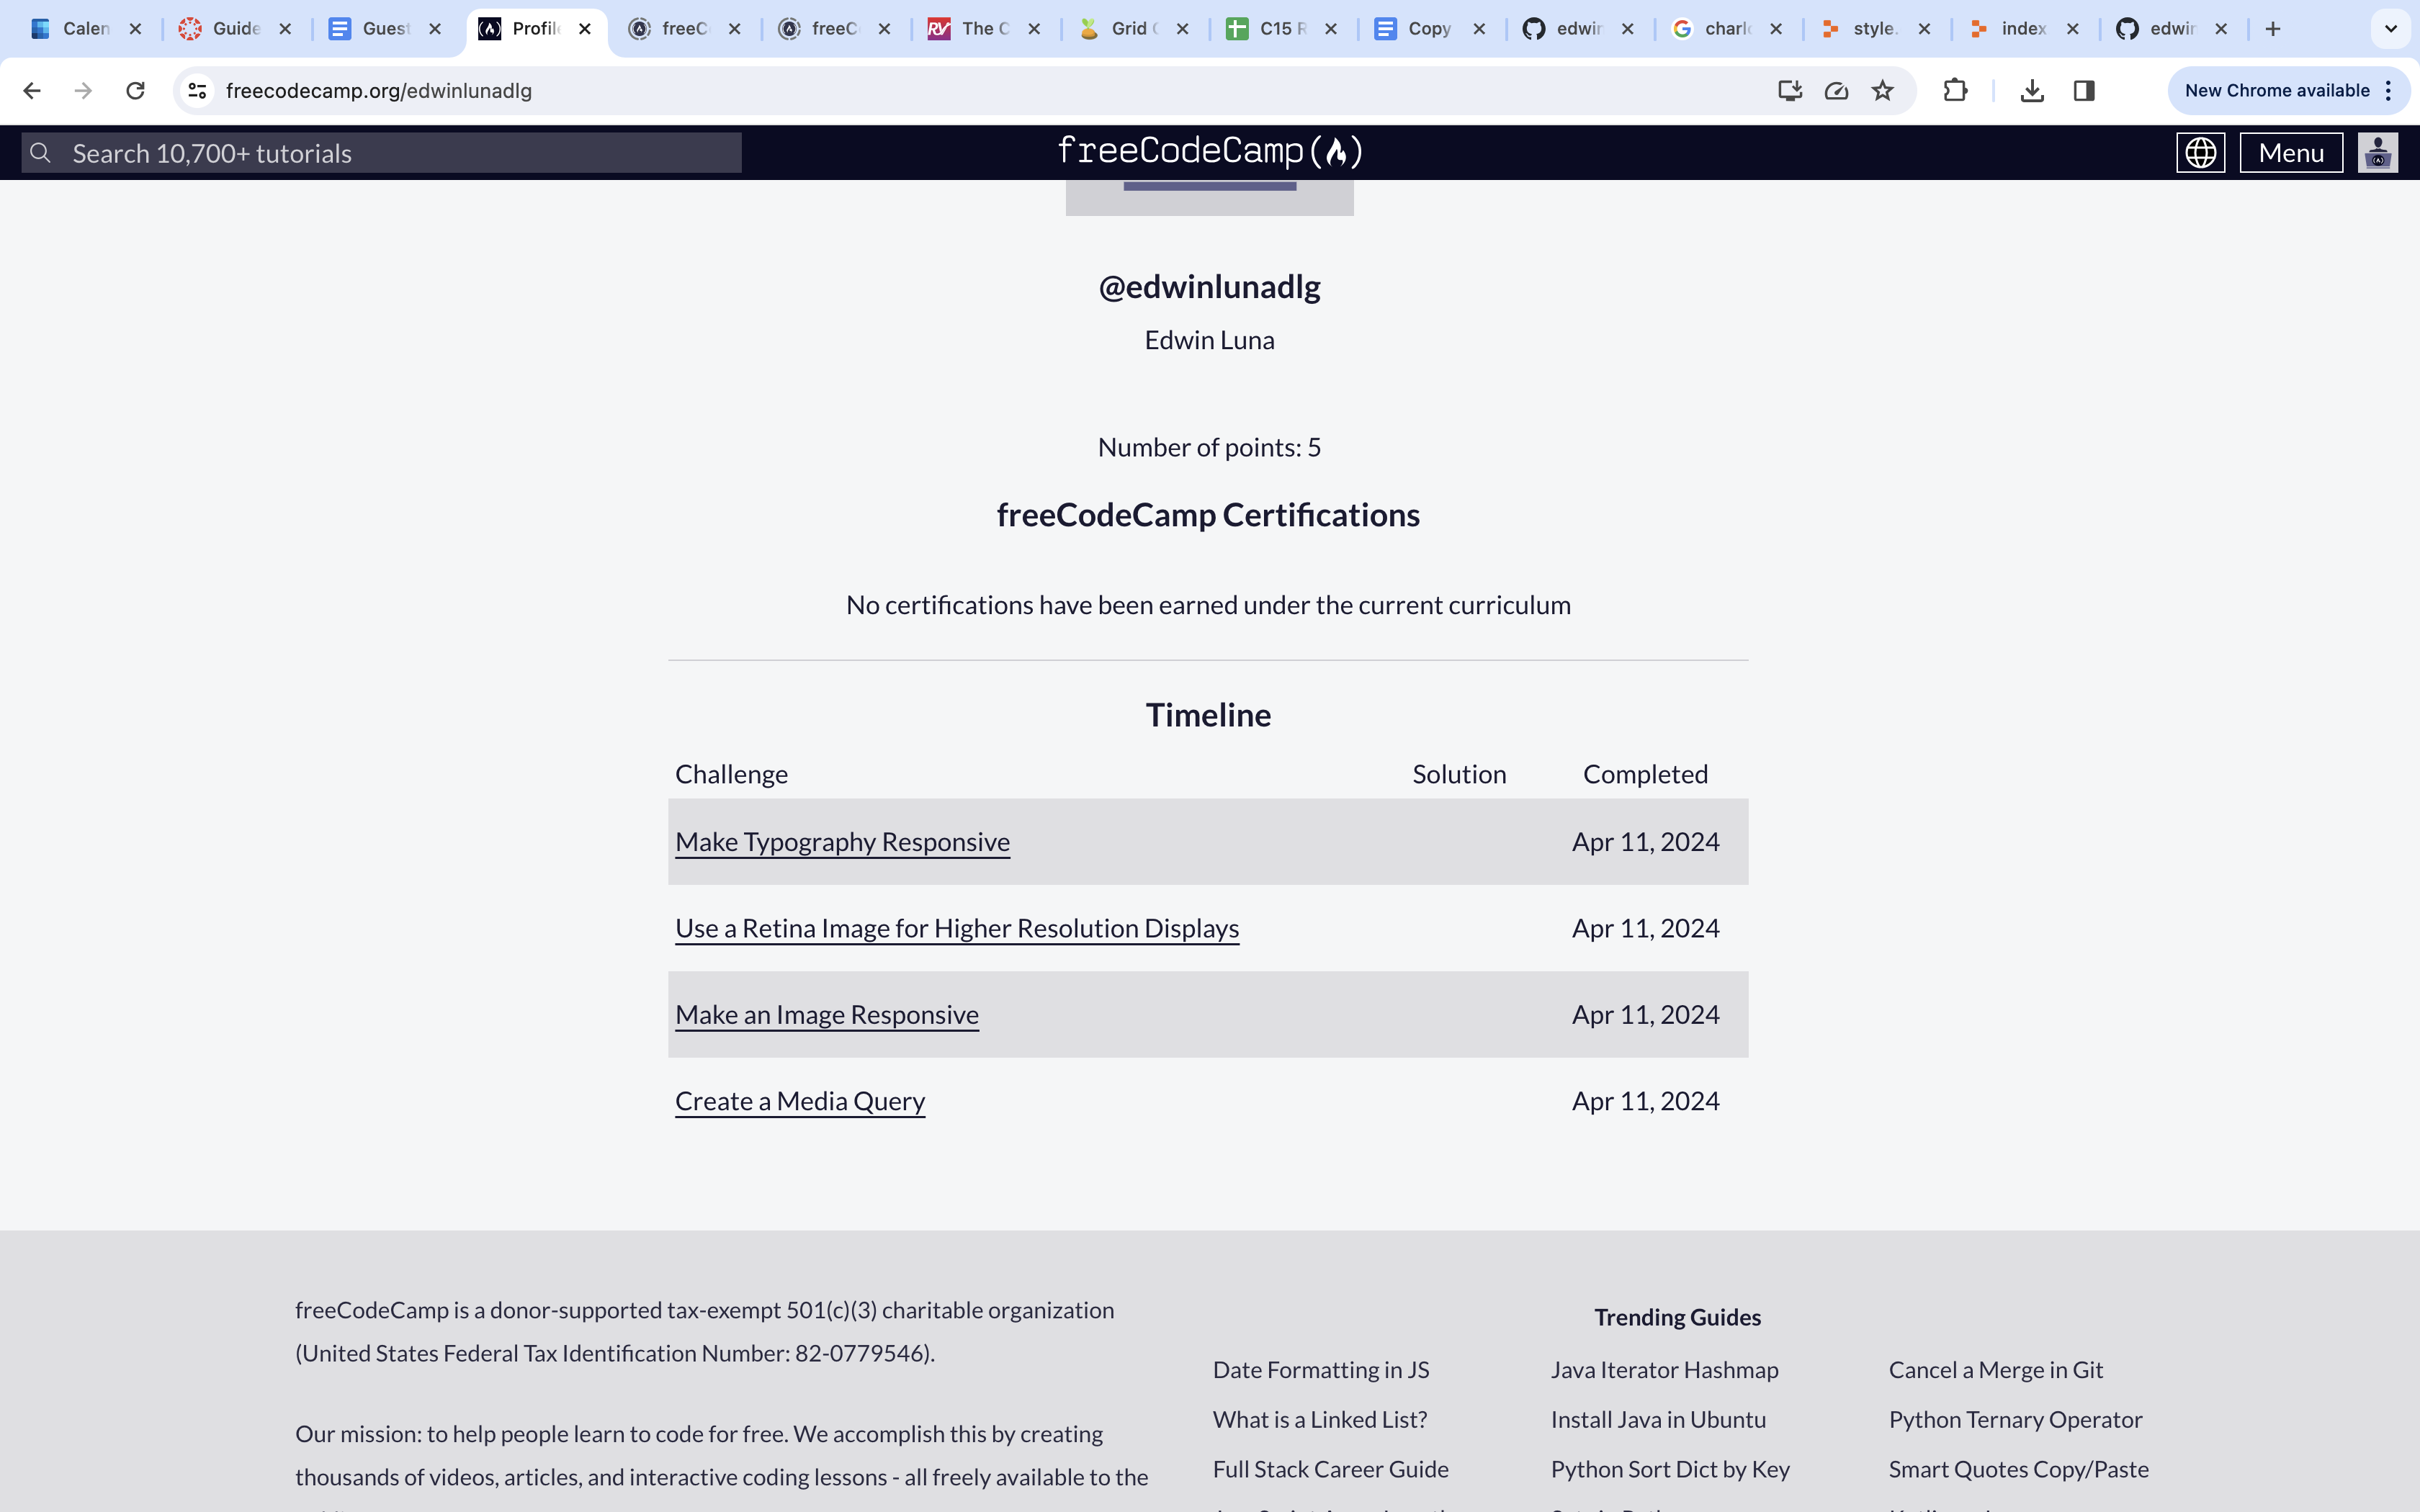 Calen
Guide
Guest
Profile
freeC
freeC
The C
Grid
C15 R
Copy
edwin
charl
style.
index
edwin
freecodecamp.org/edwinlunadlg
New Chrome available
Search 10,700+ tutorials
freeCodeCamp
Menu
@edwinlunadlg
Edwin Luna
Number of points: 5
freeCodeCamp Certifications
No certifications have been earned under the current curriculum
Timeline
Challenge Solution Completed
Make Typography Responsive Apr 11, 2024
Use a Retina Image for Higher Resolution Displays Apr 11, 2024
Make an Image Responsive Apr 11, 2024
Create a Media Query Apr 11, 2024
freeCodeCamp is a donor-supported tax-exempt 501(c)(3) charitable organization
(United States Federal Tax Identification Number: 82-0779546).
Our mission: to help people learn to code for free. We accomplish this by creating
thousands of videos, articles, and interactive coding lessons - all freely available to the
Trending Guides
Date Formatting in JS
What is a Linked List?
Full Stack Career Guide
Java Iterator Hashmap
Install Java in Ubuntu
Python Sort Dict by Key
Cancel a Merge in Git
Python Ternary Operator
Smart Quotes Copy/Paste